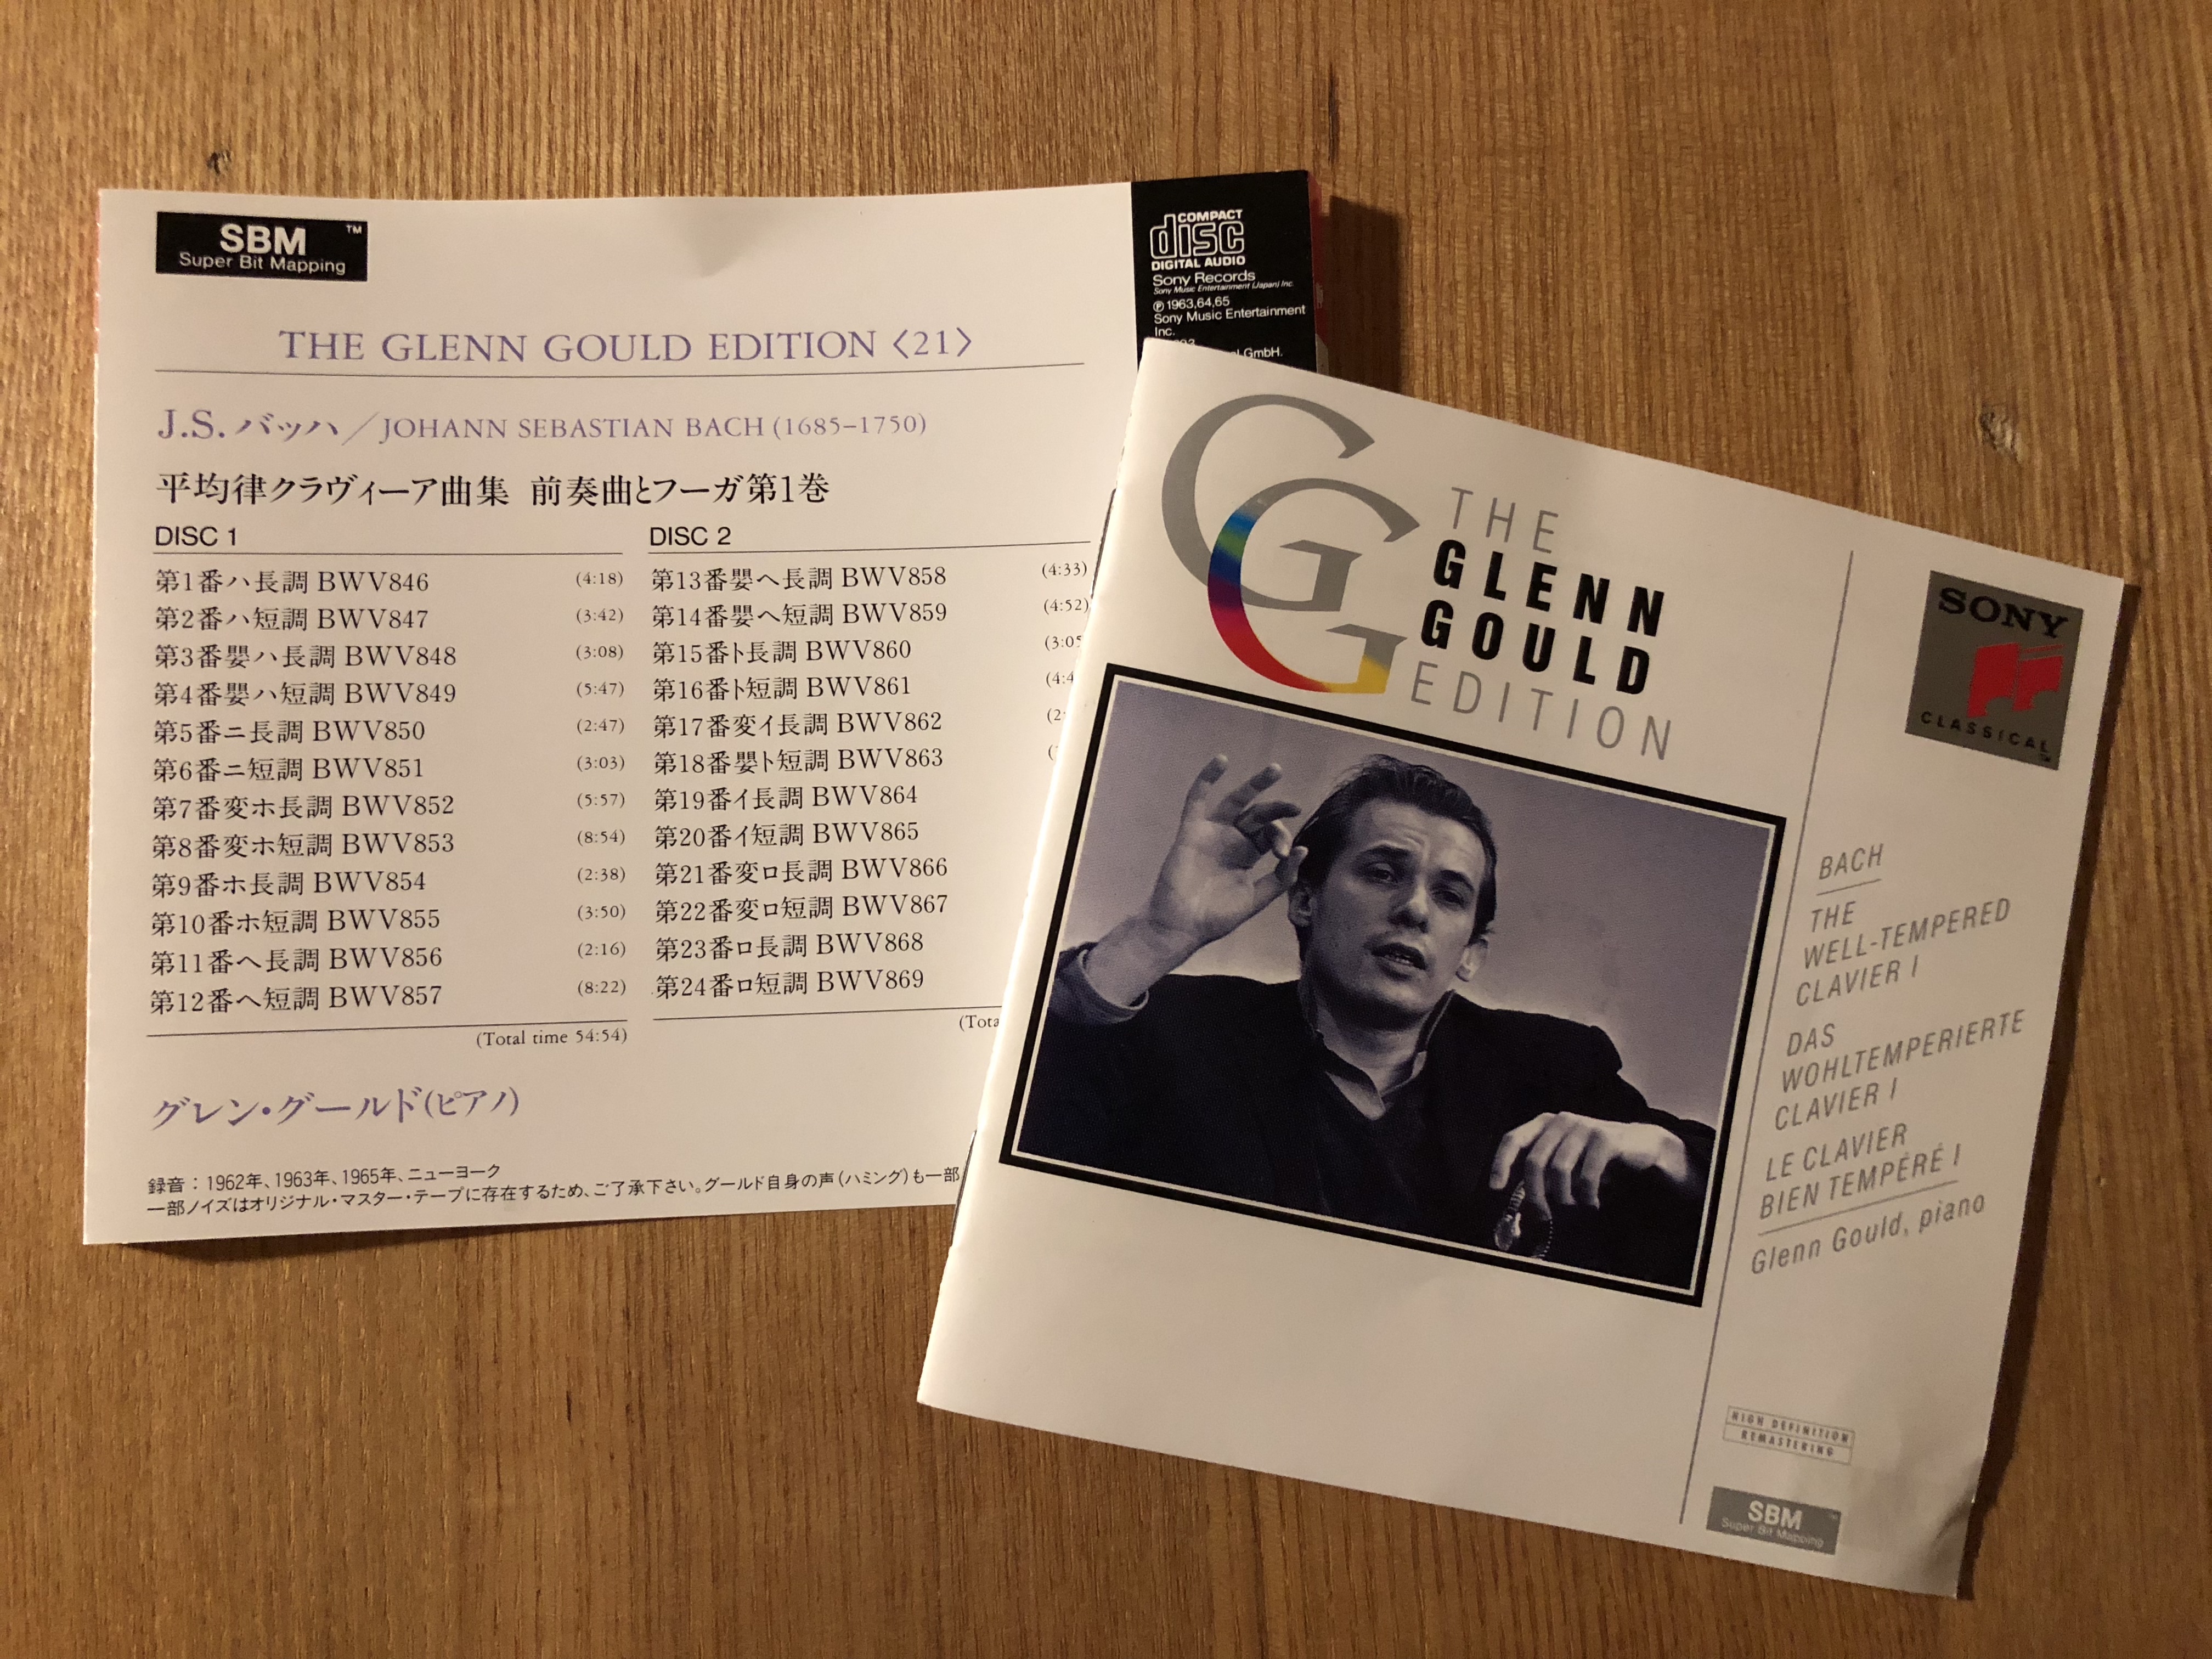 SBM™
Super Bit Mapping
THE GLENN GOULD EDITION〈21〉
J.S. バッハ／JOHANN SEBASTIAN BACH (1685–1750)
平均律クラヴィーア曲集 前奏曲とフーガ第1巻
DISC 1
第1番ハ長調 BWV846 (4:18)
第2番ハ短調 BWV847 (3:42)
第3番嬰ハ長調 BWV848 (3:08)
第4番嬰ハ短調 BWV849 (5:47)
第5番ニ長調 BWV850 (2:47)
第6番ニ短調 BWV851 (3:03)
第7番変ホ長調 BWV852 (5:57)
第8番変ホ短調 BWV853 (8:54)
第9番ホ長調 BWV854 (2:38)
第10番ホ短調 BWV855 (3:50)
第11番ヘ長調 BWV856 (2:16)
第12番ヘ短調 BWV857 (8:22)
(Total time 54:54)
DISC 2
第13番嬰ヘ長調 BWV858 (4:33)
第14番嬰ヘ短調 BWV859 (4:52)
第15番ト長調 BWV860 (3:05
第16番ト短調 BWV861
第17番変イ長調 BWV862
第18番嬰ト短調 BWV863
第19番イ長調 BWV864
第20番イ短調 BWV865
第21番変ロ長調 BWV866
第22番変ロ短調 BWV867
第23番ロ長調 BWV868
第24番ロ短調 BWV869
グレン・グールド(ピアノ)
録音：1962年、1963年、1965年、ニューヨーク
一部ノイズはオリジナル・マスター・テープに存在するため、ご了承下さい。グールド自身の声(ハミング)も一部
COMPACT
disc
DIGITAL AUDIO
Sony Records
Sony Music Entertainment (Japan) Inc.
℗ 1963,64,65
Sony Music Entertainment
Inc.
GmbH.
GG
THE
GLENN
GOULD
EDITION
SONY
CLASSICAL
BACH
THE
WELL-TEMPERED
CLAVIER I
DAS
WOHLTEMPERIERTE
CLAVIER I
LE CLAVIER
BIEN TEMPÉRÉ I
Glenn Gould, piano
HIGH DEFINITION
REMASTERING
SBM
Super Bit Mapping